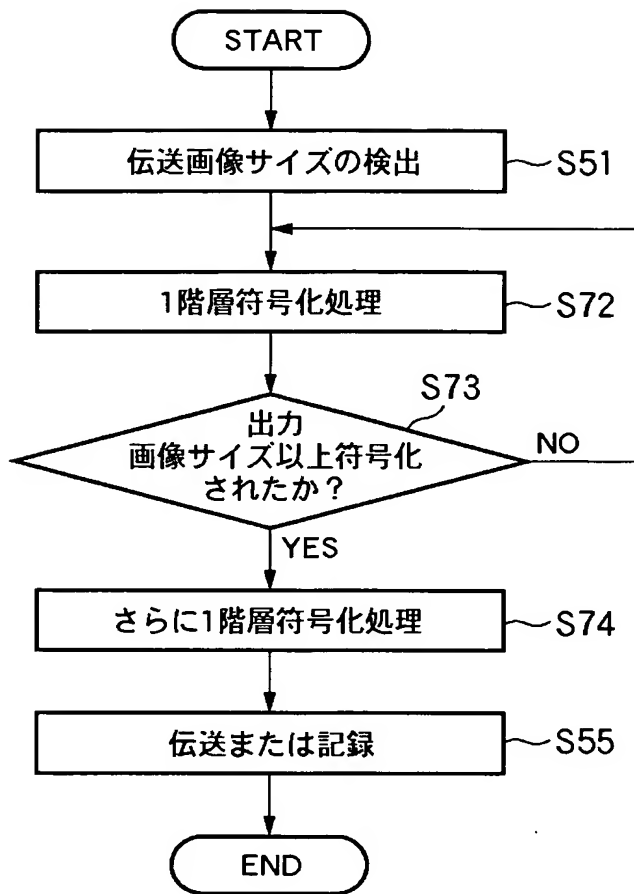 START
伝送画像サイズの検出
S51
1階層符号化処理
S72
S73
出力
画像サイズ以上符号化
されたか?
NO
YES
さらに1階層符号化処理
S74
伝送または記録
S55
END